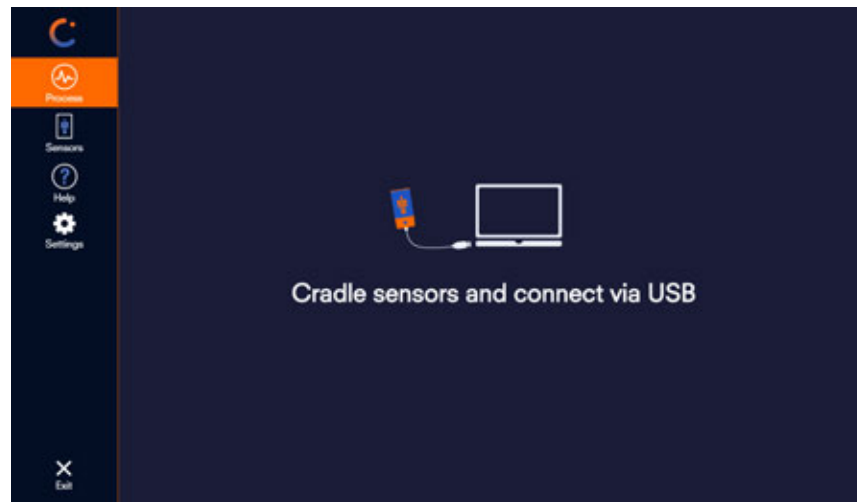 Process
Sensors
Help
Settings
Cradle sensors and connect via USB
Exit